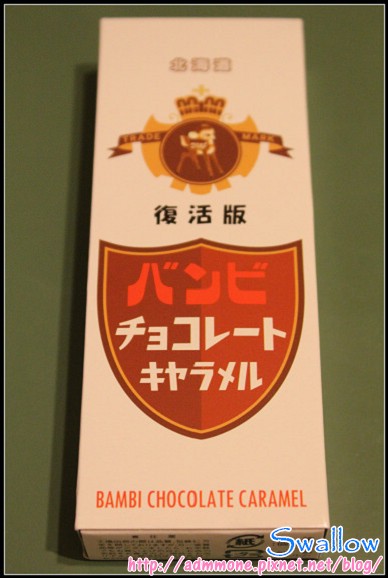 北海道
TRADE MARK
復活版
バンビ
チョコレート
キャラメル
BAMBI CHOCOLATE CARAMEL
紙
Swallow
http://admmone.pixnet.net/blog/